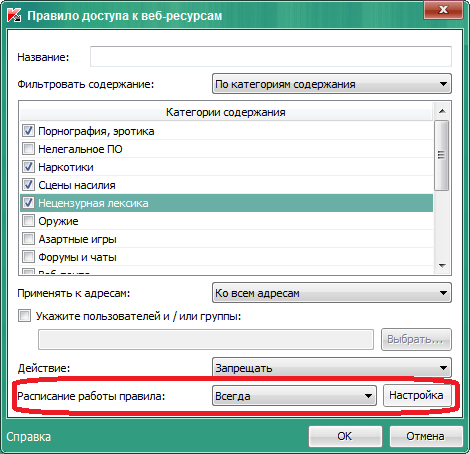 Правило доступа к веб-ресурсам
Название:
Фильтровать содержание: По категориям содержания
Категории содержания
Порнография, эротика
Нелегальное ПО
Наркотики
Сцены насилия
Нецензурная лексика
Оружие
Азартные игры
Форумы и чаты
Веб-почта
Применять к адресам: Ко всем адресам
Укажите пользователей и / или группы:
Выбрать...
Действие: Запрещать
Расписание работы правила: Всегда Настройка
Справка OK Отмена